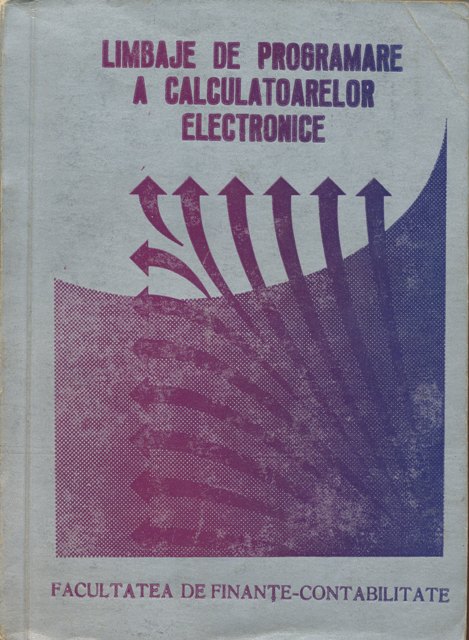 LIMBAJE DE PROGRAMARE
A CALCULATOARELOR
ELECTRONICE
FACULTATEA DE FINANȚE-CONTABILITATE